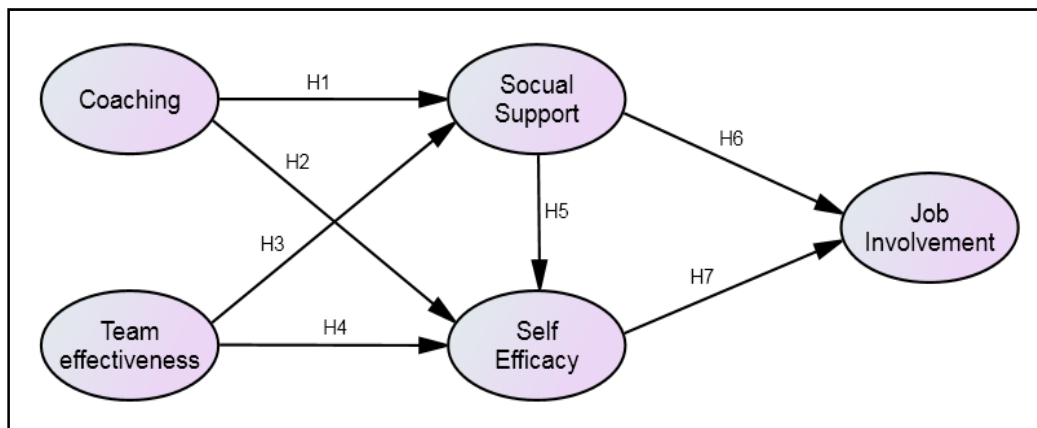 Coaching
H1
Socual
Support
H2
H6
H5
Job
Involvement
H3
H7
Team
effectiveness
H4
Self
Efficacy